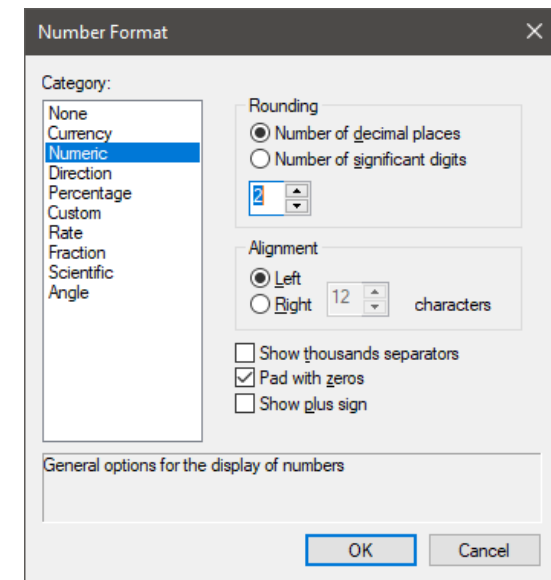 Number Format
Category:
None
Currency
Numeric
Direction
Percentage
Custom
Rate
Fraction
Scientific
Angle
Rounding
Number of decimal places
Number of significant digits
2
Alignment
Left
Right 12 characters
Show thousands separators
Pad with zeros
Show plus sign
General options for the display of numbers
OK Cancel